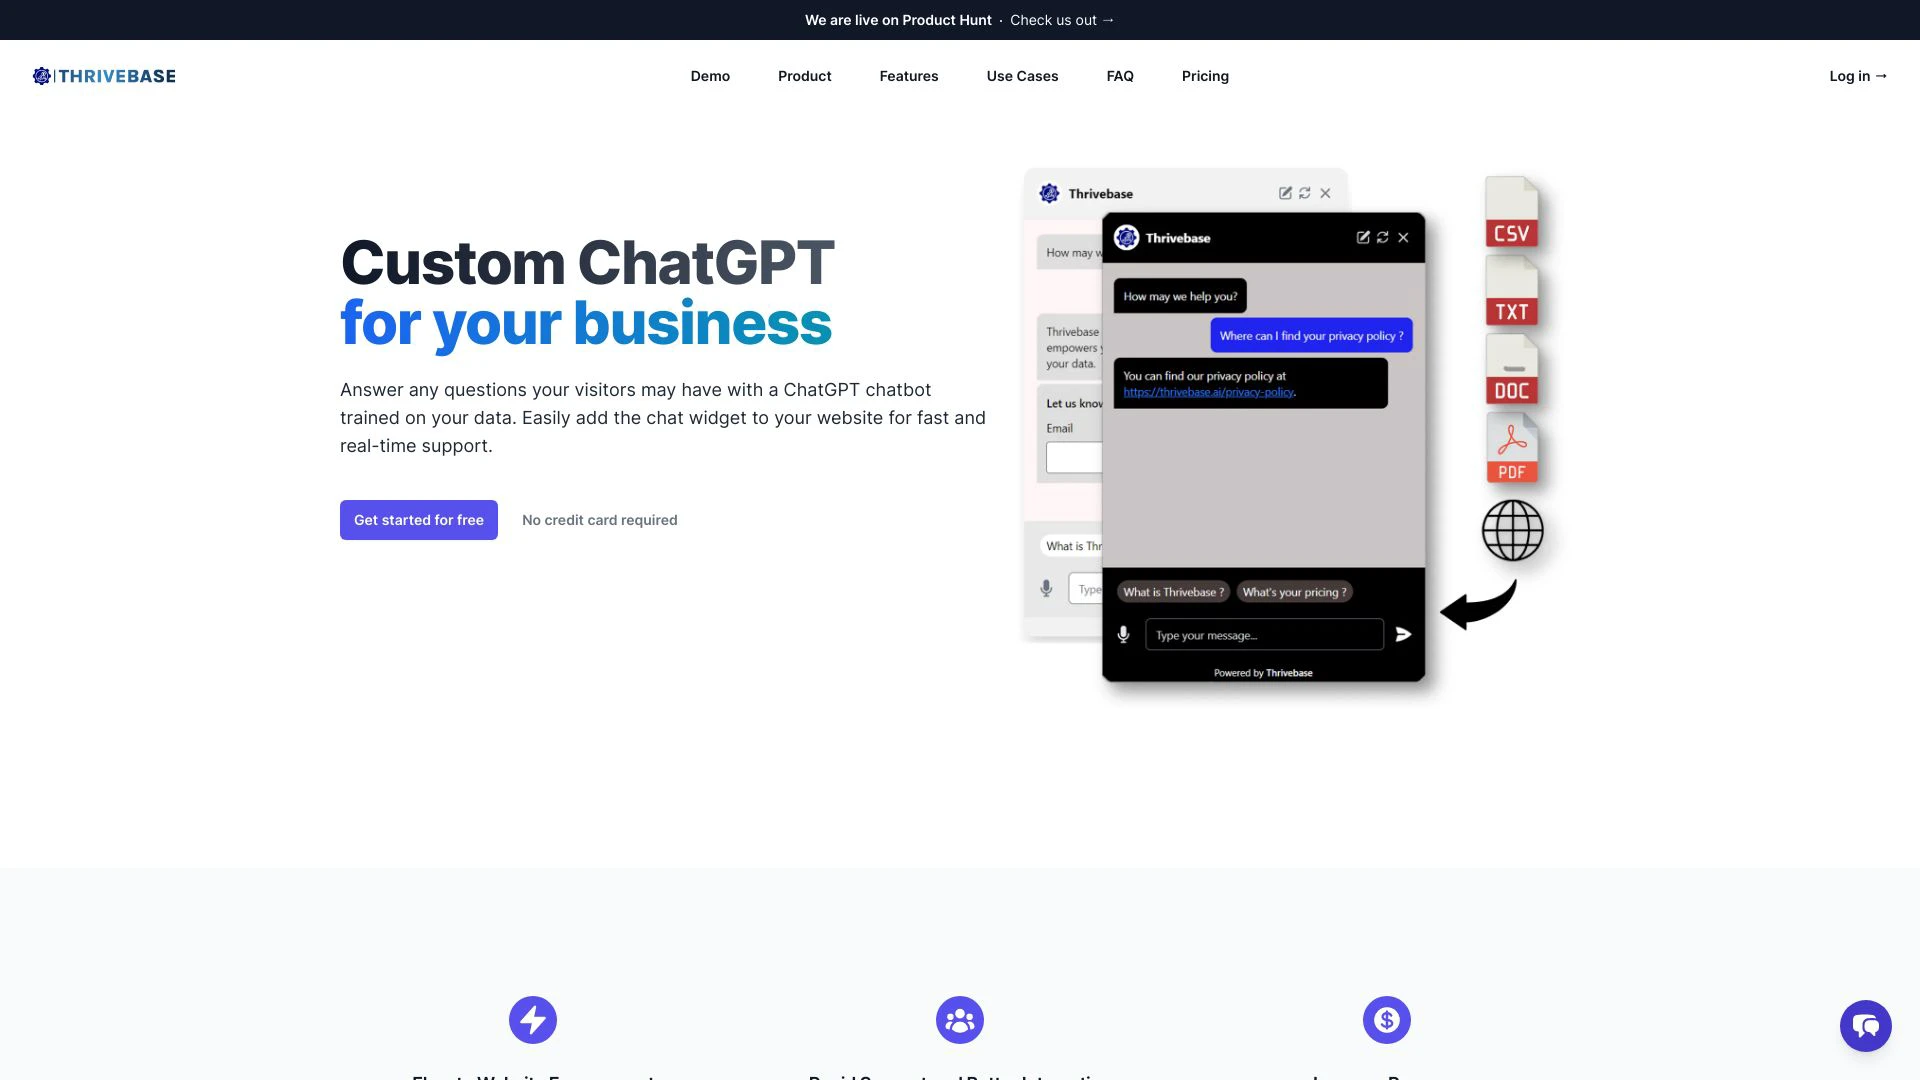 We are live on Product Hunt · Check us out →
THRIVEBASE
Demo
Product
Features
Use Cases
FAQ
Pricing
Log in →
Custom ChatGPT
for your business
Answer any questions your visitors may have with a ChatGPT chatbot
trained on your data. Easily add the chat widget to your website for fast and
real-time support.
Get started for free
No credit card required
Thrivebase
How may w
Thrivebase
empowers y
your data.
Let us know
Email
What is Thr
Type
Thrivebase
How may we help you?
Where can I find your privacy policy ?
You can find our privacy policy at
https://thrivebase.ai/privacy-policy.
What is Thrivebase ?
What's your pricing ?
Type your message...
Powered by Thrivebase
CSV
TXT
DOC
PDF